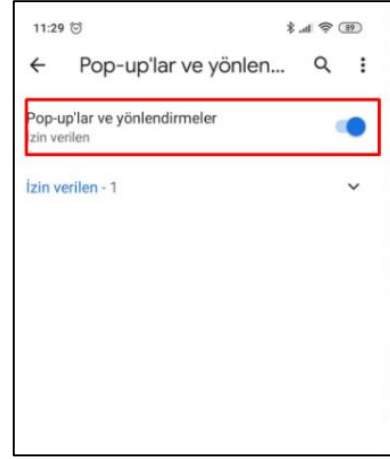 11:29
89
Pop-up'lar ve yönlen...
Pop-up'lar ve yönlendirmeler
İzin verilen
İzin verilen - 1